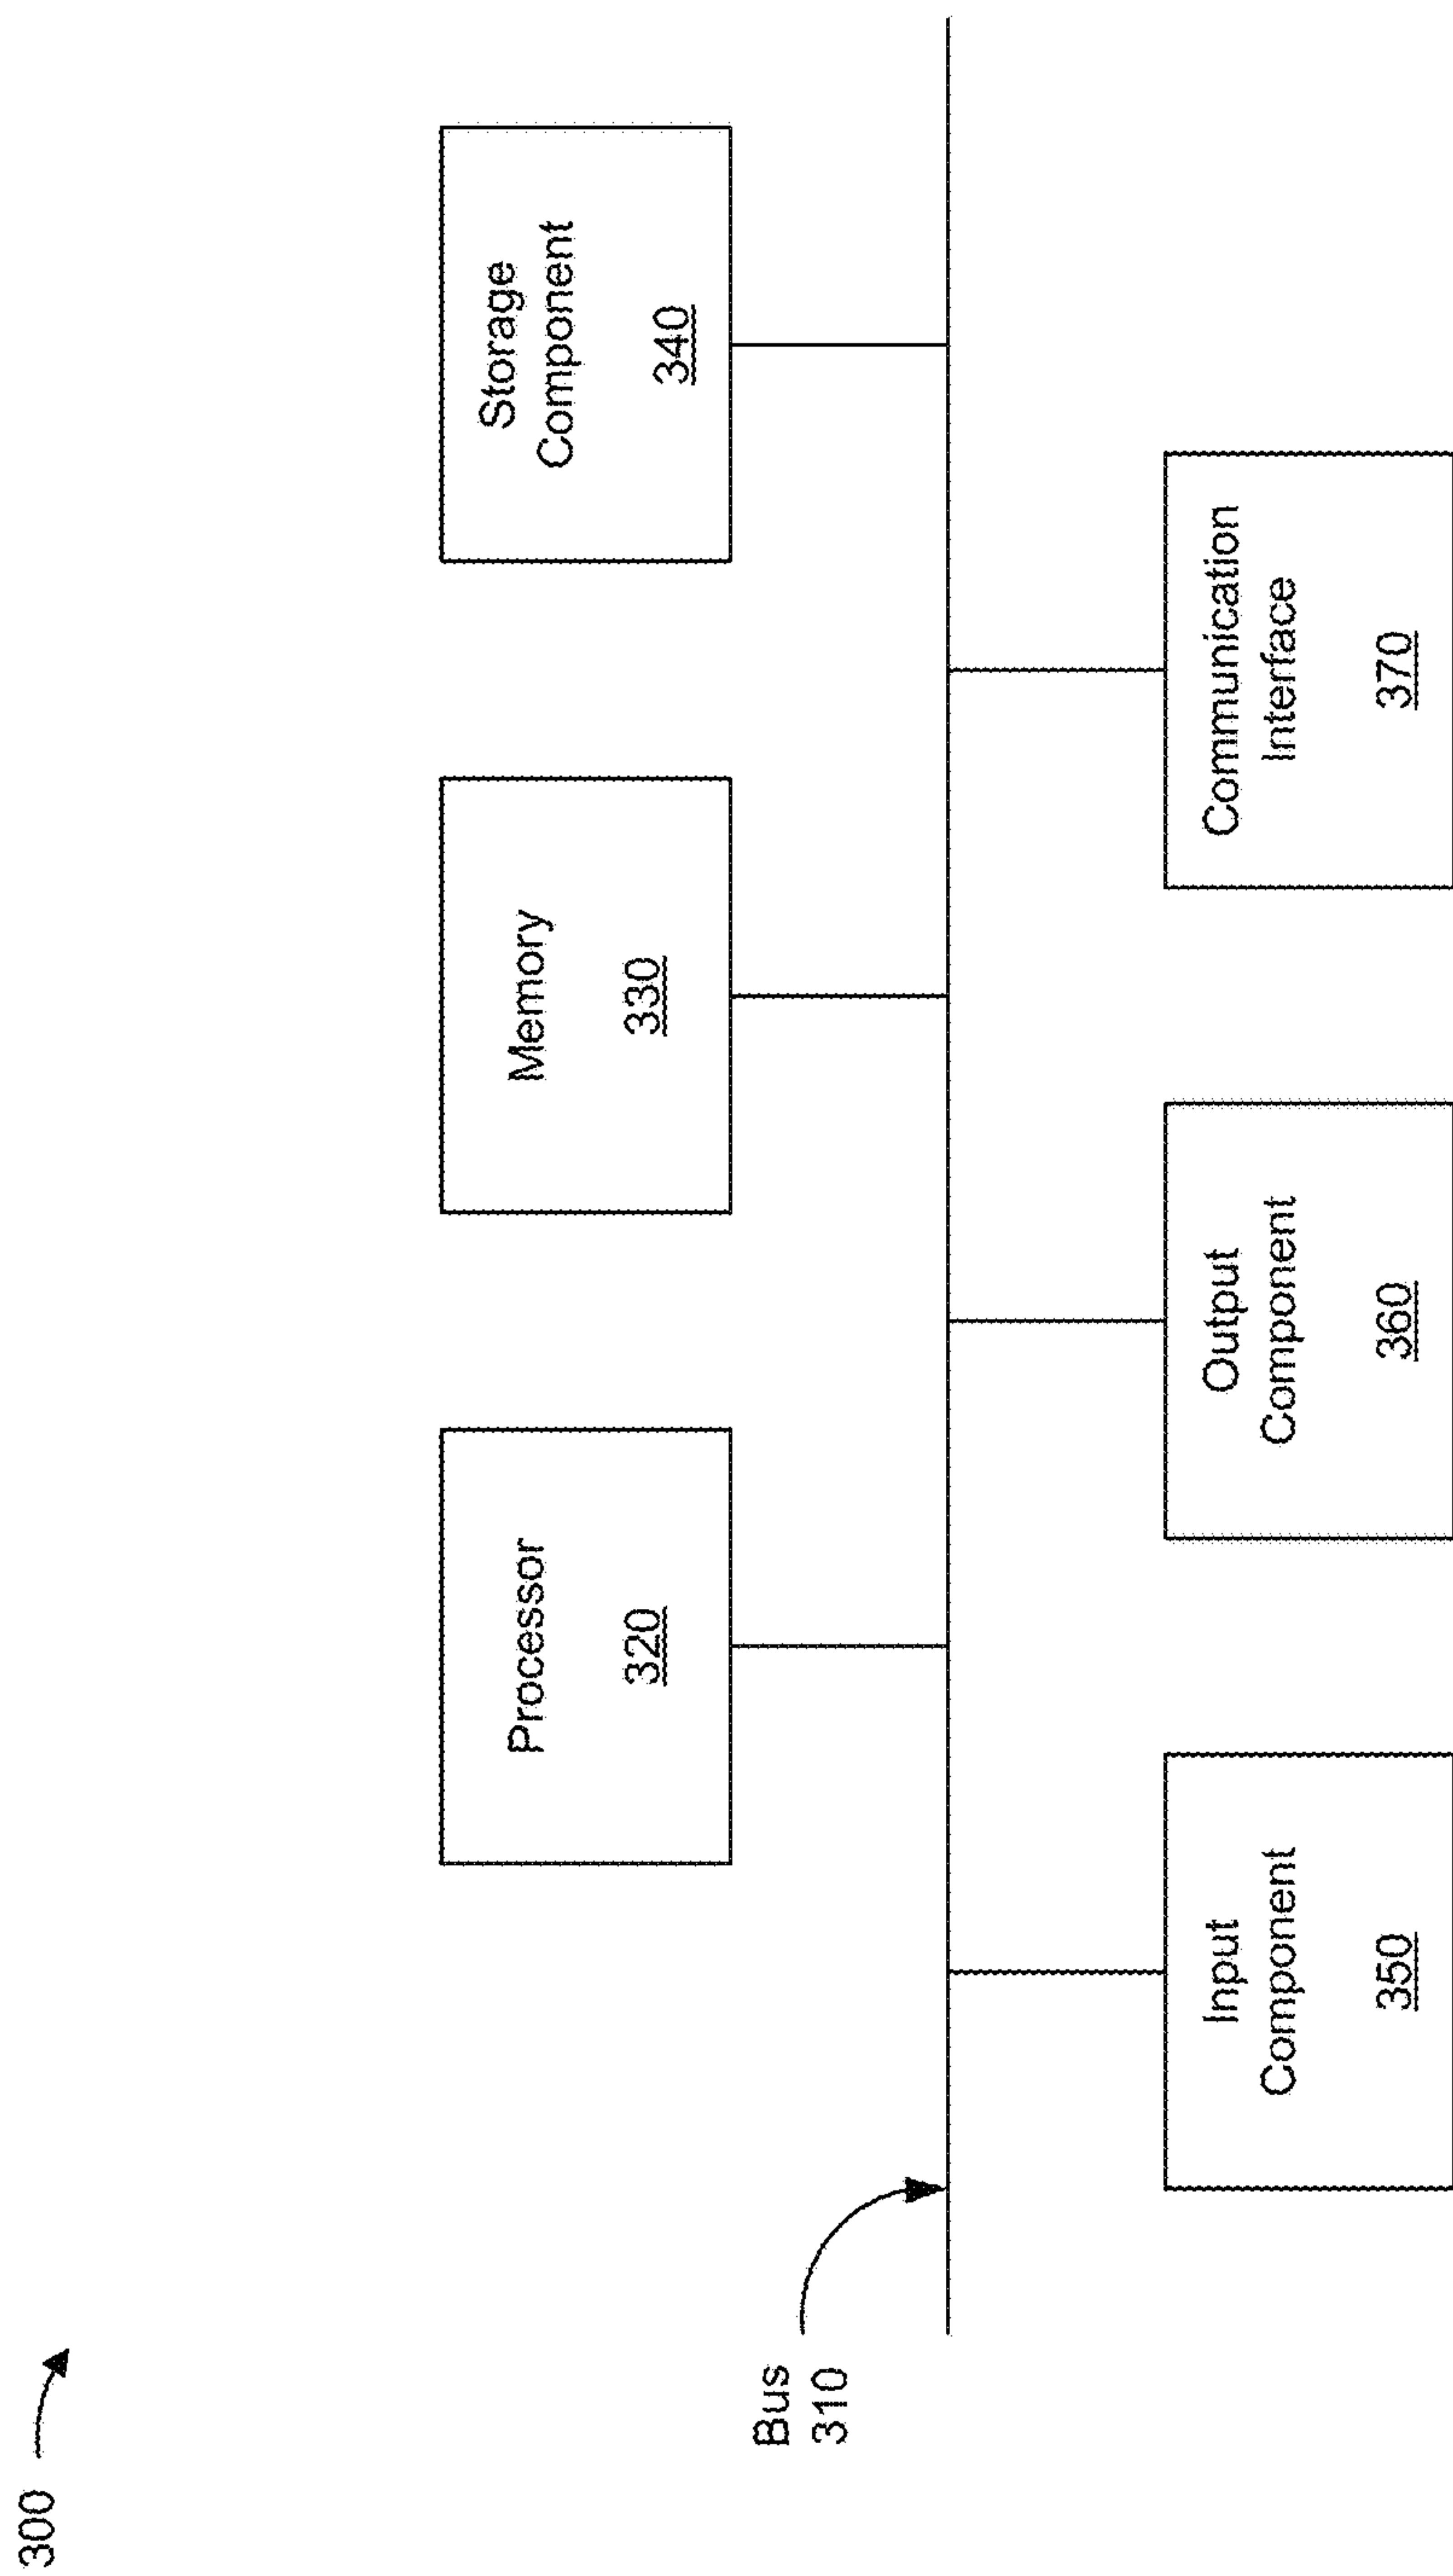 300
Processor
320
Memory
330
Storage
Component
340
Bus
310
Input
Component
350
Output
Component
360
Communication
Interface
370